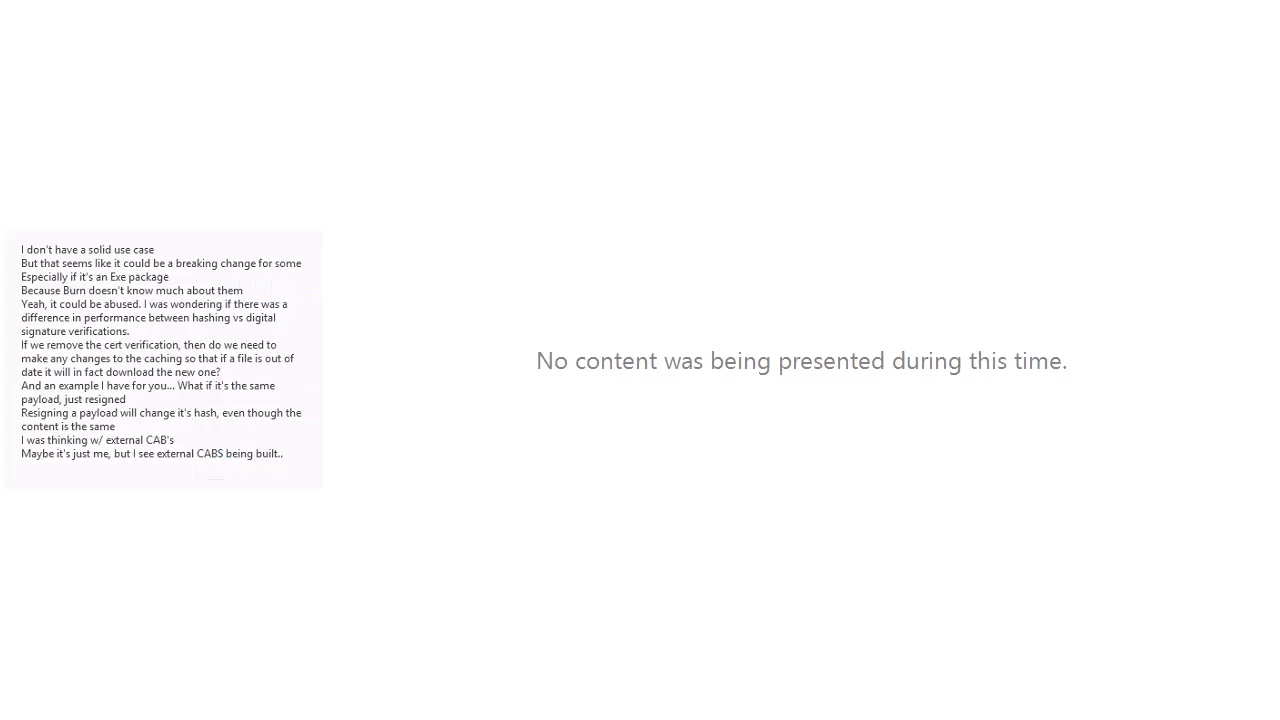 I don't have a solid use case
But that seems like it could be a breaking change for some
Especially if it's an Exe package
Because Burn doesn't know much about them
Yeah, it could be abused. I was wondering if there was a
difference in performance between hashing vs digital
signature verifications.
If we remove the cert verification, then do we need to
make any changes to the caching so that if a file is out of
date it will in fact download the new one?
And an example I have for you... What if it's the same
payload, just resigned
Resigning a payload will change it's hash, even though the
content is the same
I was thinking w/ external CAB's
Maybe it's just me, but I see external CABS being built..
No content was being presented during this time.